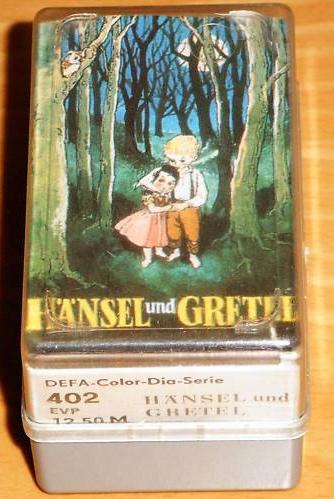 HÄNSEL und GRETEL
DEFA-Color-Dia-Serie
402
HÄNSEL und
EVP
GRETEL
12,50 M